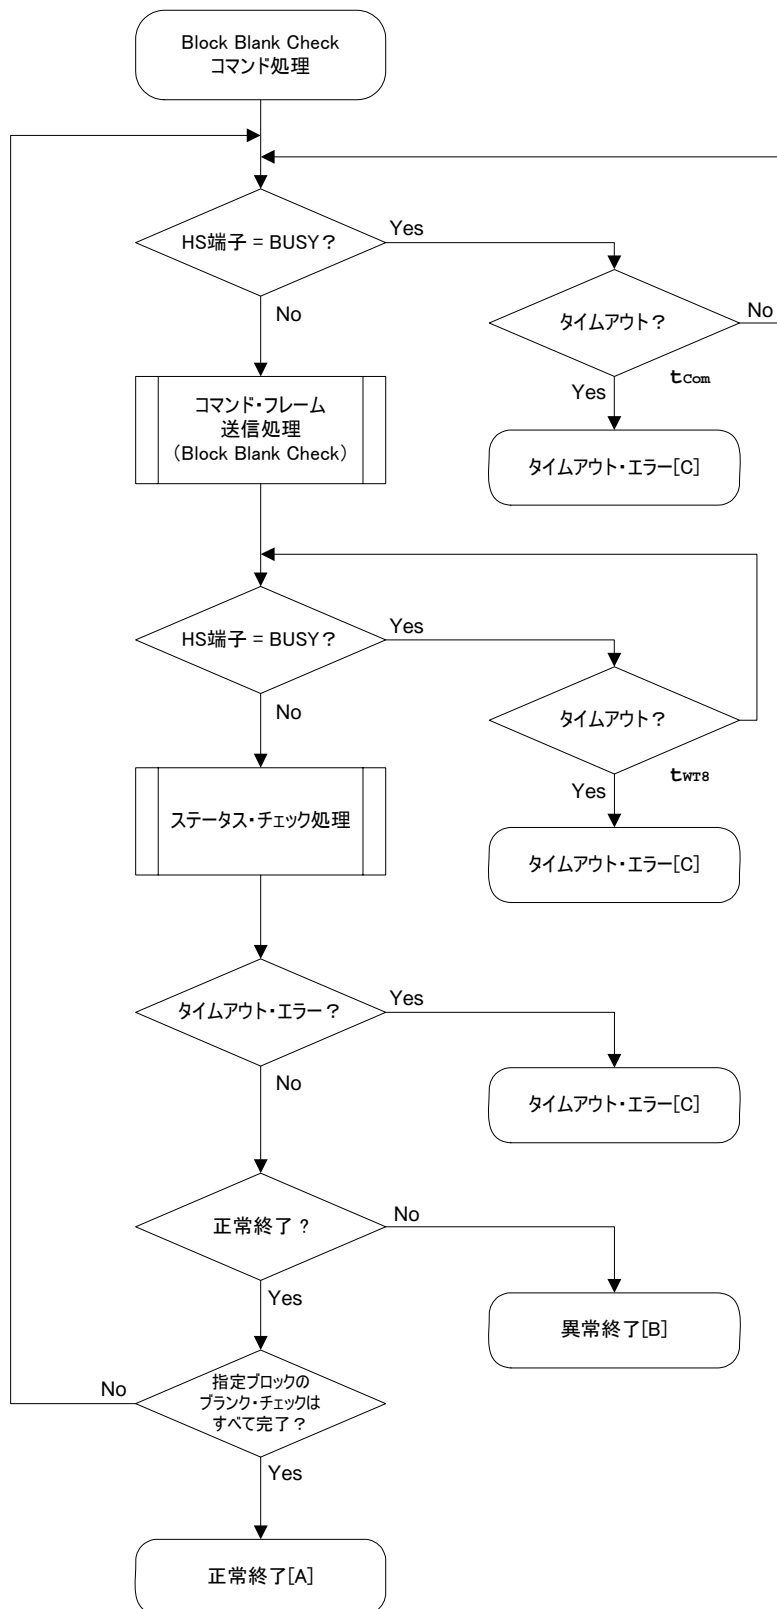 Block Blank Check
コマンド処理
HS端子 = BUSY？
Yes
No
タイムアウト？
No
tCom
Yes
コマンド・フレーム
送信処理
（Block Blank Check）
タイムアウト・エラー[C]
HS端子 = BUSY？
Yes
No
タイムアウト？
tWT8
Yes
ステータス・チェック処理
タイムアウト・エラー[C]
タイムアウト・エラー？
Yes
No
タイムアウト・エラー[C]
正常終了？
No
Yes
異常終了[B]
No
指定ブロックの
ブランク・チェックは
すべて完了？
Yes
正常終了[A]